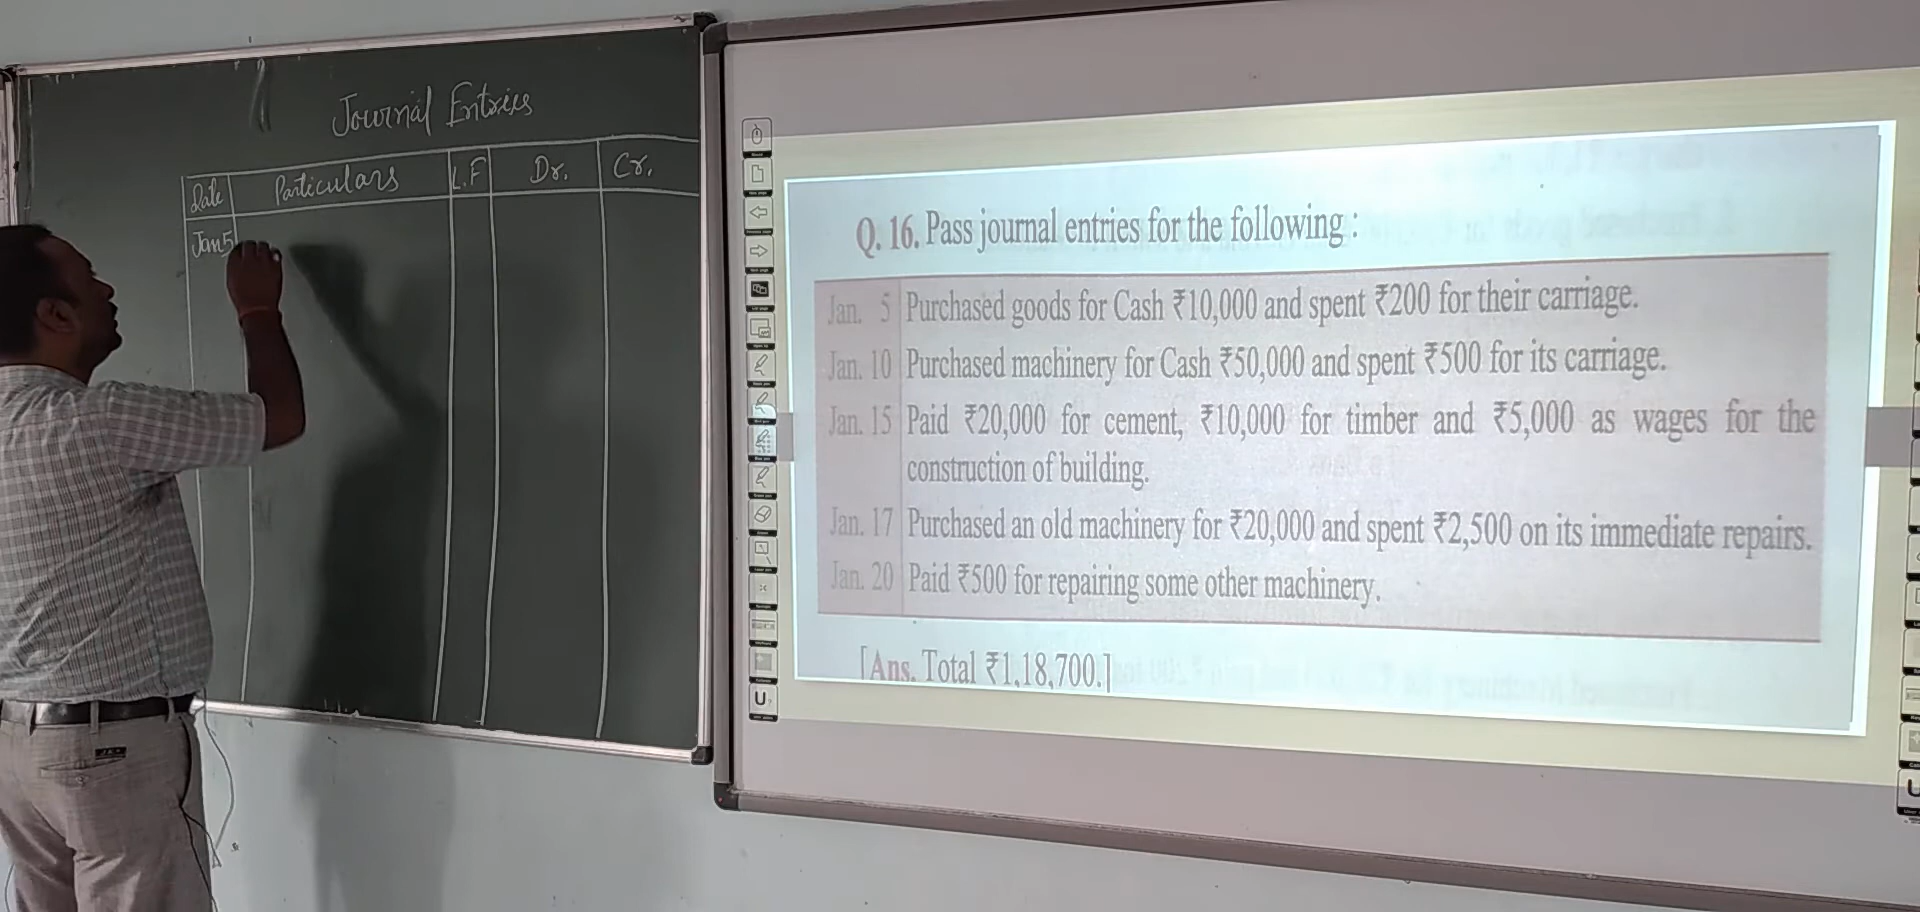 Journal Entries
Date Particulars L.F Dr. Cr.
Jan 5
Q. 16. Pass journal entries for the following :
Jan. 5 Purchased goods for Cash ₹10,000 and spent ₹200 for their carriage.
Jan. 10 Purchased machinery for Cash ₹50,000 and spent ₹500 for its carriage.
Jan. 15 Paid ₹20,000 for cement, ₹10,000 for timber and ₹5,000 as wages for the
construction of building.
Jan. 17 Purchased an old machinery for ₹20,000 and spent ₹2,500 on its immediate repairs.
Jan. 20 Paid ₹500 for repairing some other machinery.
[Ans. Total ₹1,18,700.]